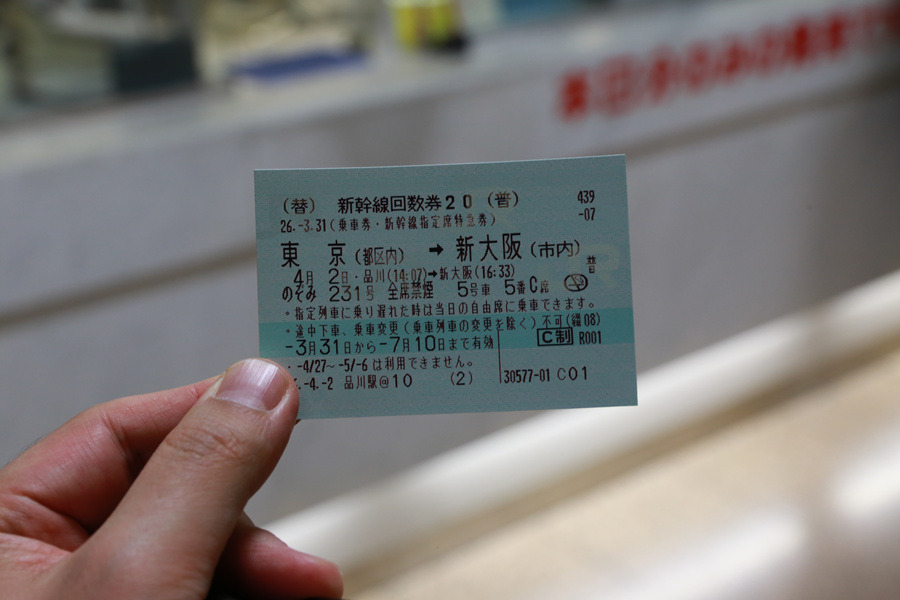 (替) 新幹線回数券20 (普) 439
26.-3.31(乗車券・新幹線指定席特急券) -07
東 京(都区内) → 新大阪(市内)
普
4月 2日・品川(14:07)→新大阪(16:33)
のぞみ 231号 全席禁煙 5号車 5番C席
・指定列車に乗り遅れた時は当日の自由席に乗車できます。
・途中下車、乗車変更(乗車列車の変更を除く)不可(繦08)
-3月31日から-7月10日まで有効 C制 R001
・-4/27～-5/6は利用できません。
.-4.-2 品川駅@10 (2) 30577-01 C01